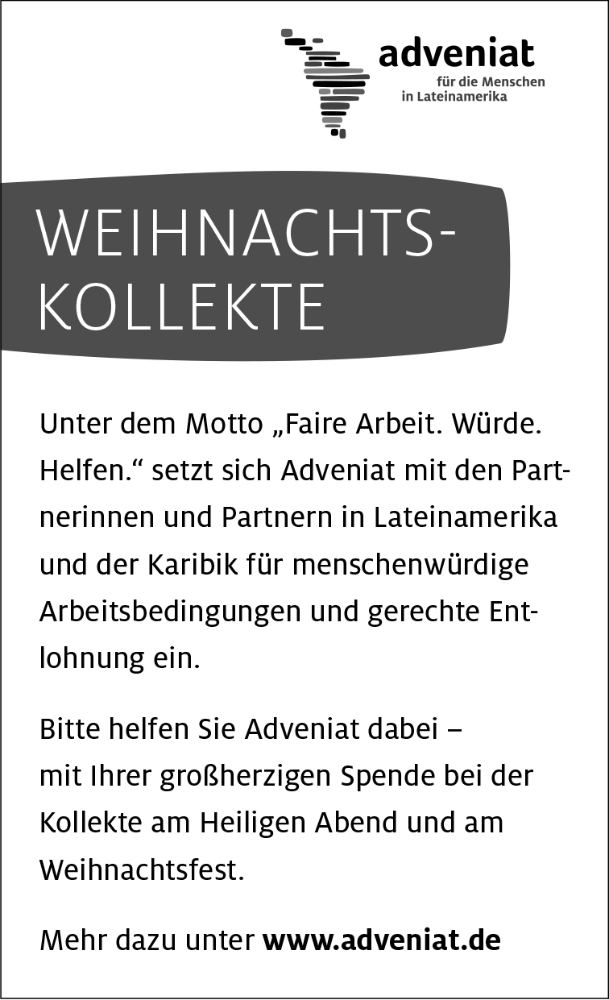 adveniat
für die Menschen
in Lateinamerika
WEIHNACHTS-
KOLLEKTE
Unter dem Motto „Faire Arbeit. Würde.
Helfen.“ setzt sich Adveniat mit den Part-
nerinnen und Partnern in Lateinamerika
und der Karibik für menschenwürdige
Arbeitsbedingungen und gerechte Ent-
lohnung ein.
Bitte helfen Sie Adveniat dabei –
mit Ihrer großherzigen Spende bei der
Kollekte am Heiligen Abend und am
Weihnachtsfest.
Mehr dazu unter www.adveniat.de